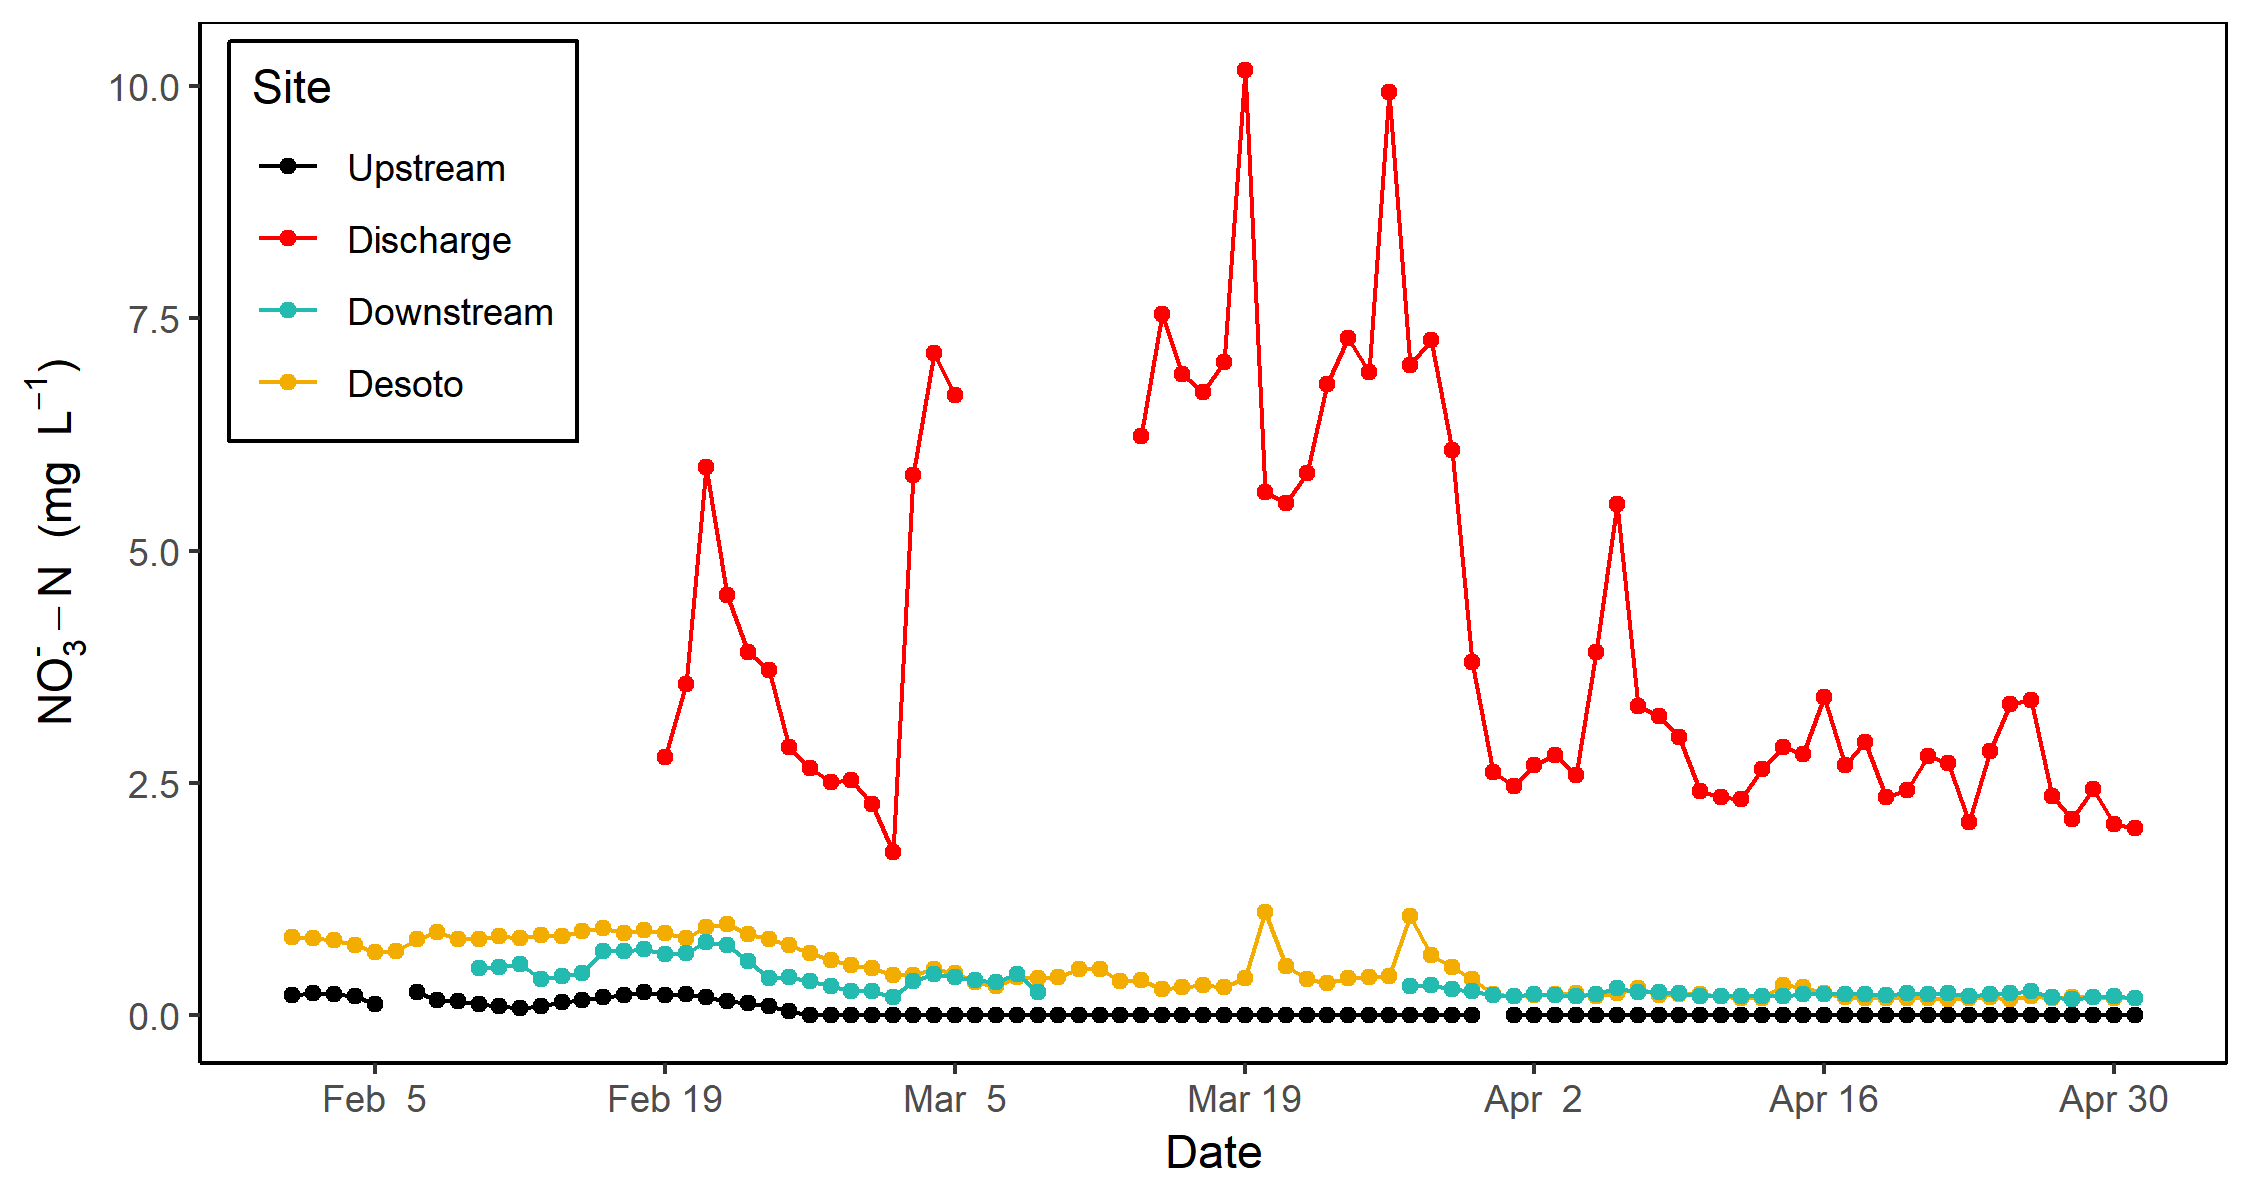 Site
Upstream
Discharge
Downstream
Desoto
10.0
7.5
5.0
2.5
0.0
NO₃⁻ – N (mg L⁻¹)
Feb 5
Feb 19
Mar 5
Mar 19
Apr 2
Apr 16
Apr 30
Date